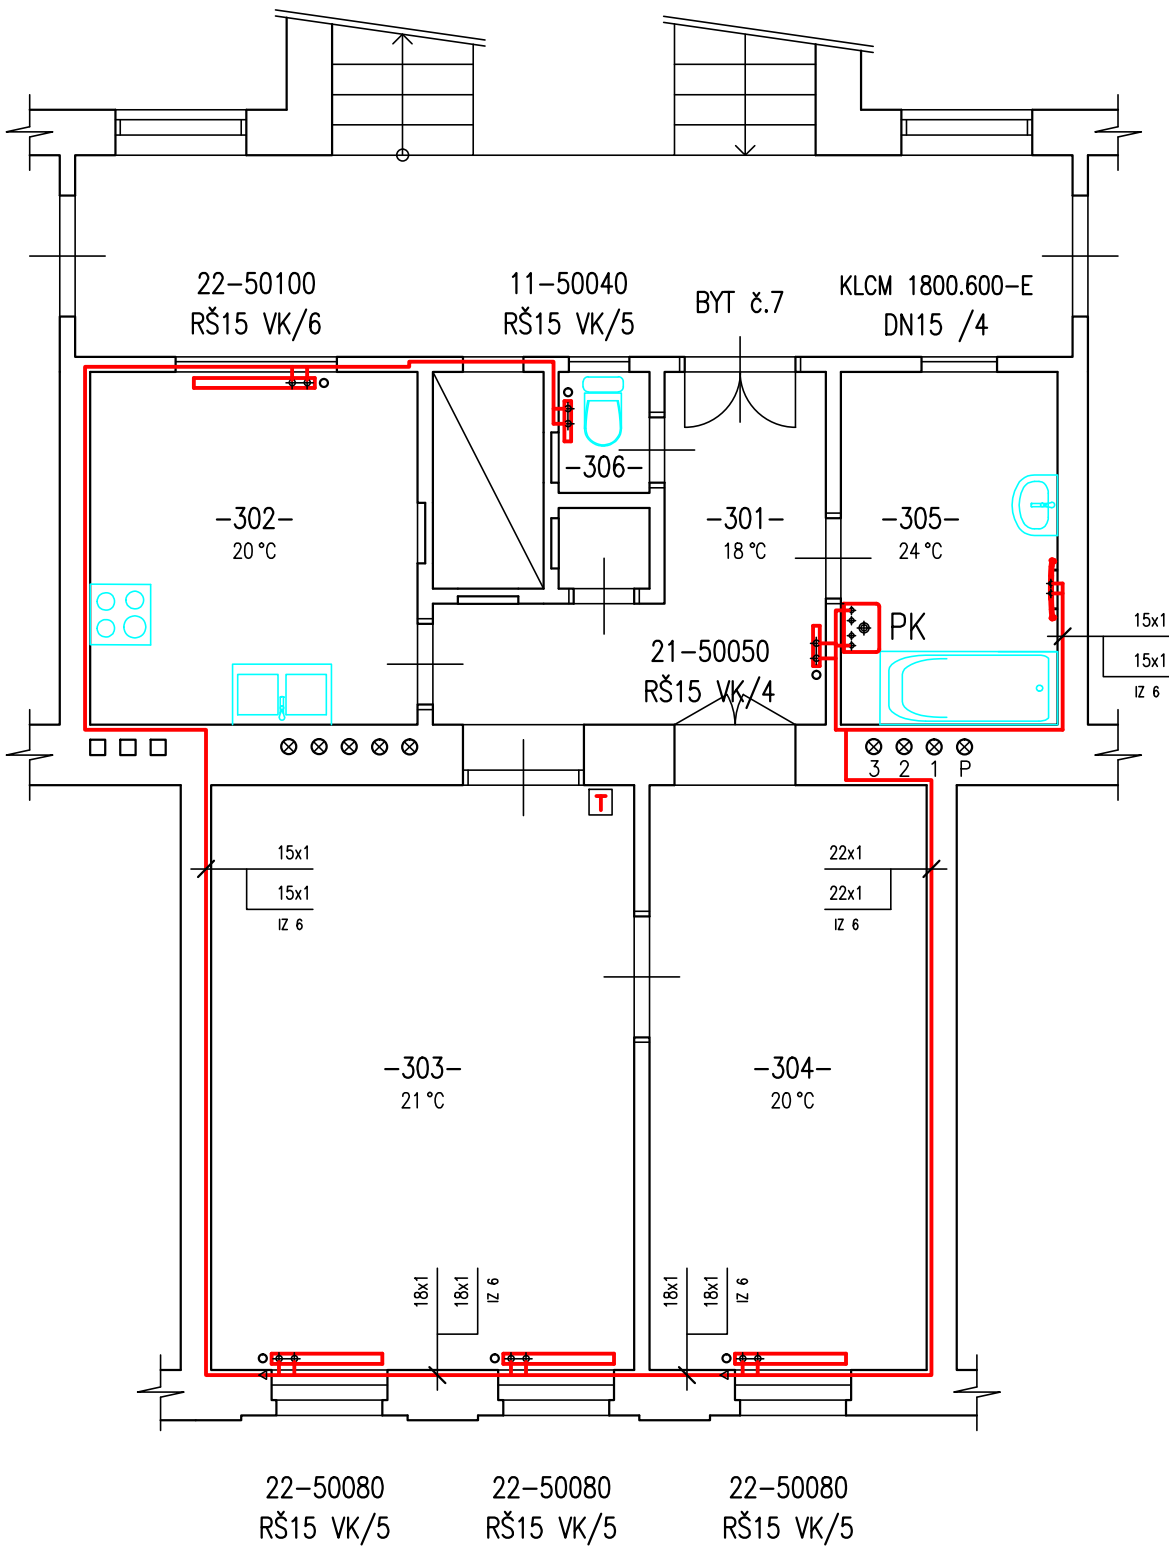 22-50100
RŠ15 VK/6
11-50040
RŠ15 VK/5
BYT č.7
KLCM 1800.600-E
DN15 /4
-306-
-302-
20 °C
-301-
18 °C
-305-
24 °C
PK
21-50050
RŠ15 VK/4
15x1
15x1
IZ 6
3 2 1 P
T
15x1
15x1
IZ 6
22x1
22x1
IZ 6
-303-
21 °C
-304-
20 °C
18x1
18x1
IZ 6
18x1
18x1
IZ 6
22-50080
RŠ15 VK/5
22-50080
RŠ15 VK/5
22-50080
RŠ15 VK/5